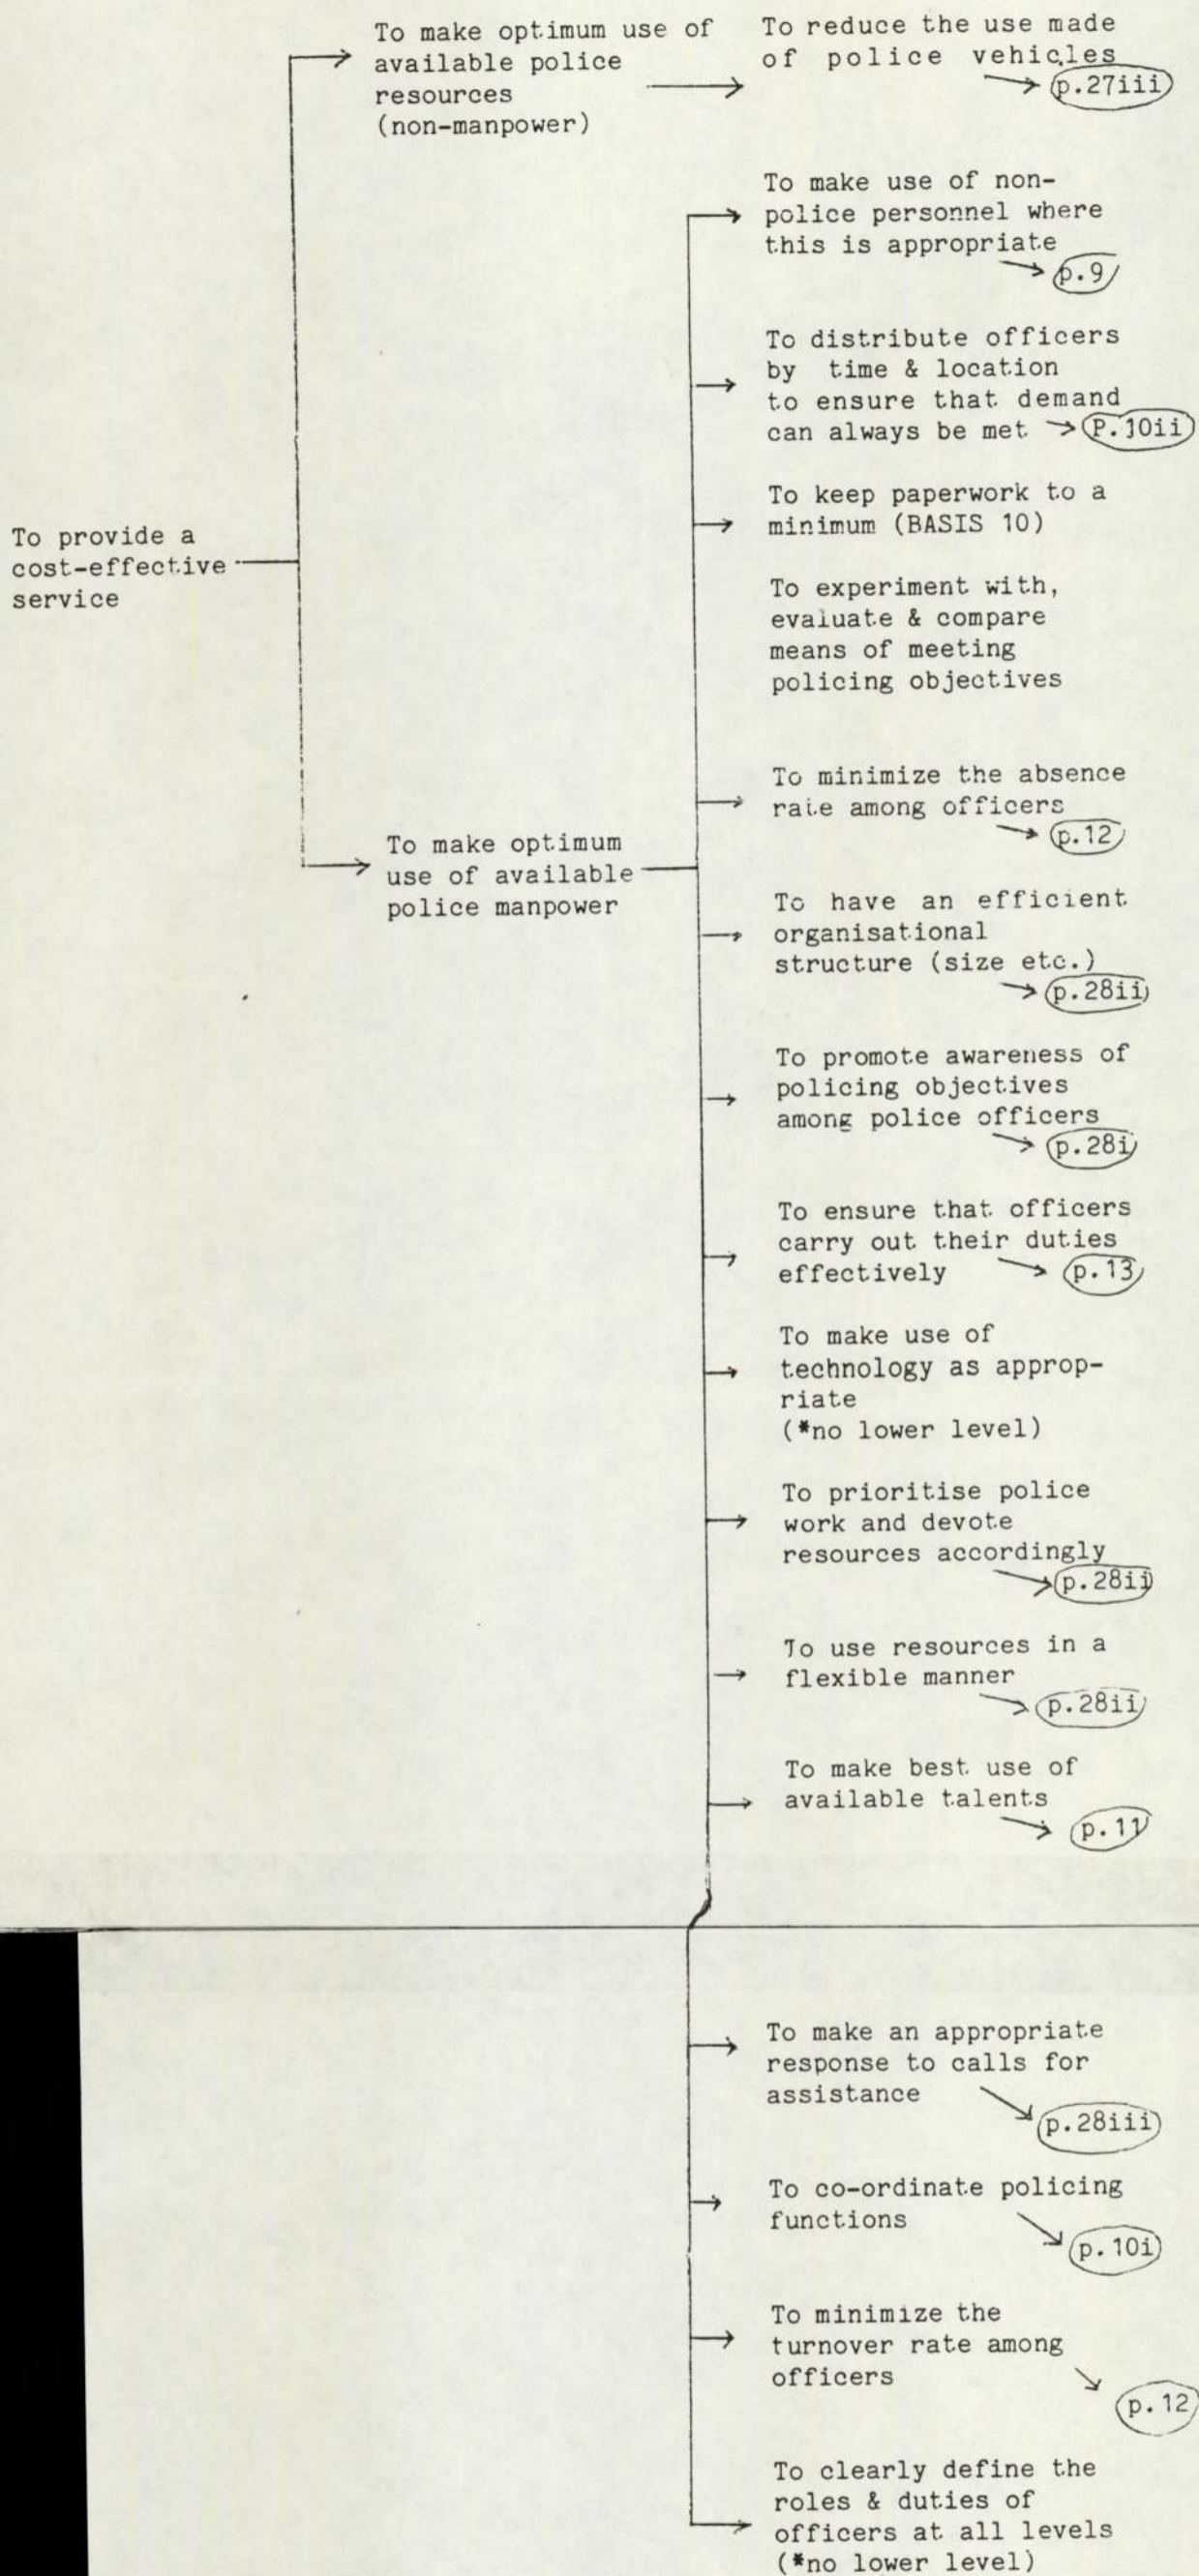 To make optimum use of
available police
resources
(non-manpower)
To reduce the use made
of police vehicles
p.27iii
To make use of non-
police personnel where
this is appropriate
p.9
To distribute officers
by time & location
to ensure that demand
can always be met
P.10ii
To keep paperwork to a
minimum (BASIS 10)
To provide a
cost-effective
service
To experiment with,
evaluate & compare
means of meeting
policing objectives
To minimize the absence
rate among officers
p.12
To make optimum
use of available
police manpower
To have an efficient
organisational
structure (size etc.)
p.28ii
To promote awareness of
policing objectives
among police officers
p.28i
To ensure that officers
carry out their duties
effectively
p.13
To make use of
technology as approp-
riate
(*no lower level)
To prioritise police
work and devote
resources accordingly
p.28ii
To use resources in a
flexible manner
p.28ii
To make best use of
available talents
p.11
To make an appropriate
response to calls for
assistance
p.28iii
To co-ordinate policing
functions
p.10i
To minimize the
turnover rate among
officers
p.12
To clearly define the
roles & duties of
officers at all levels
(*no lower level)